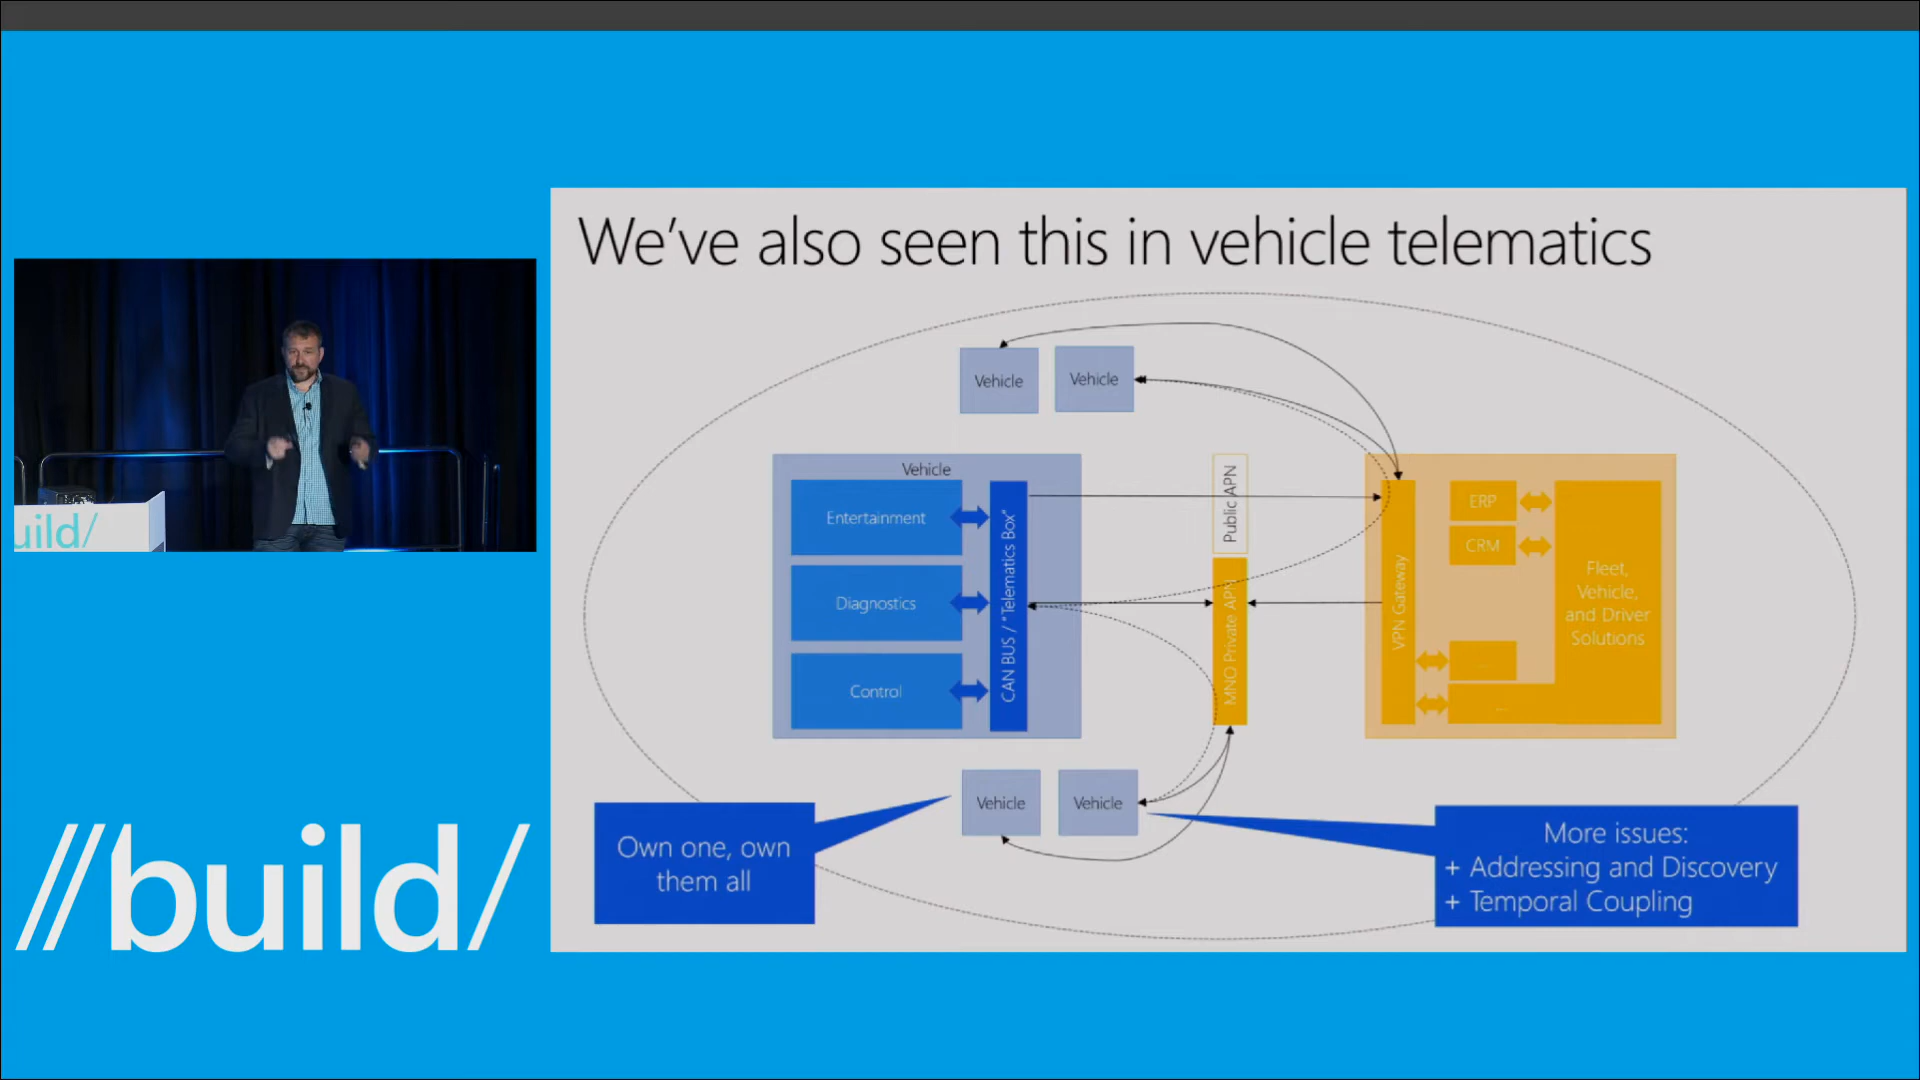 We've also seen this in vehicle telematics
Vehicle
Vehicle
Vehicle
Entertainment
Diagnostics
Control
CAN BUS / "Telematics Box"
Public APN
MNO Private APN
VPN Gateway
ERP
CRM
Fleet,
Vehicle,
and Driver
Solutions
Vehicle
Vehicle
Own one, own
them all
More issues:
+ Addressing and Discovery
+ Temporal Coupling
uild/
//build/